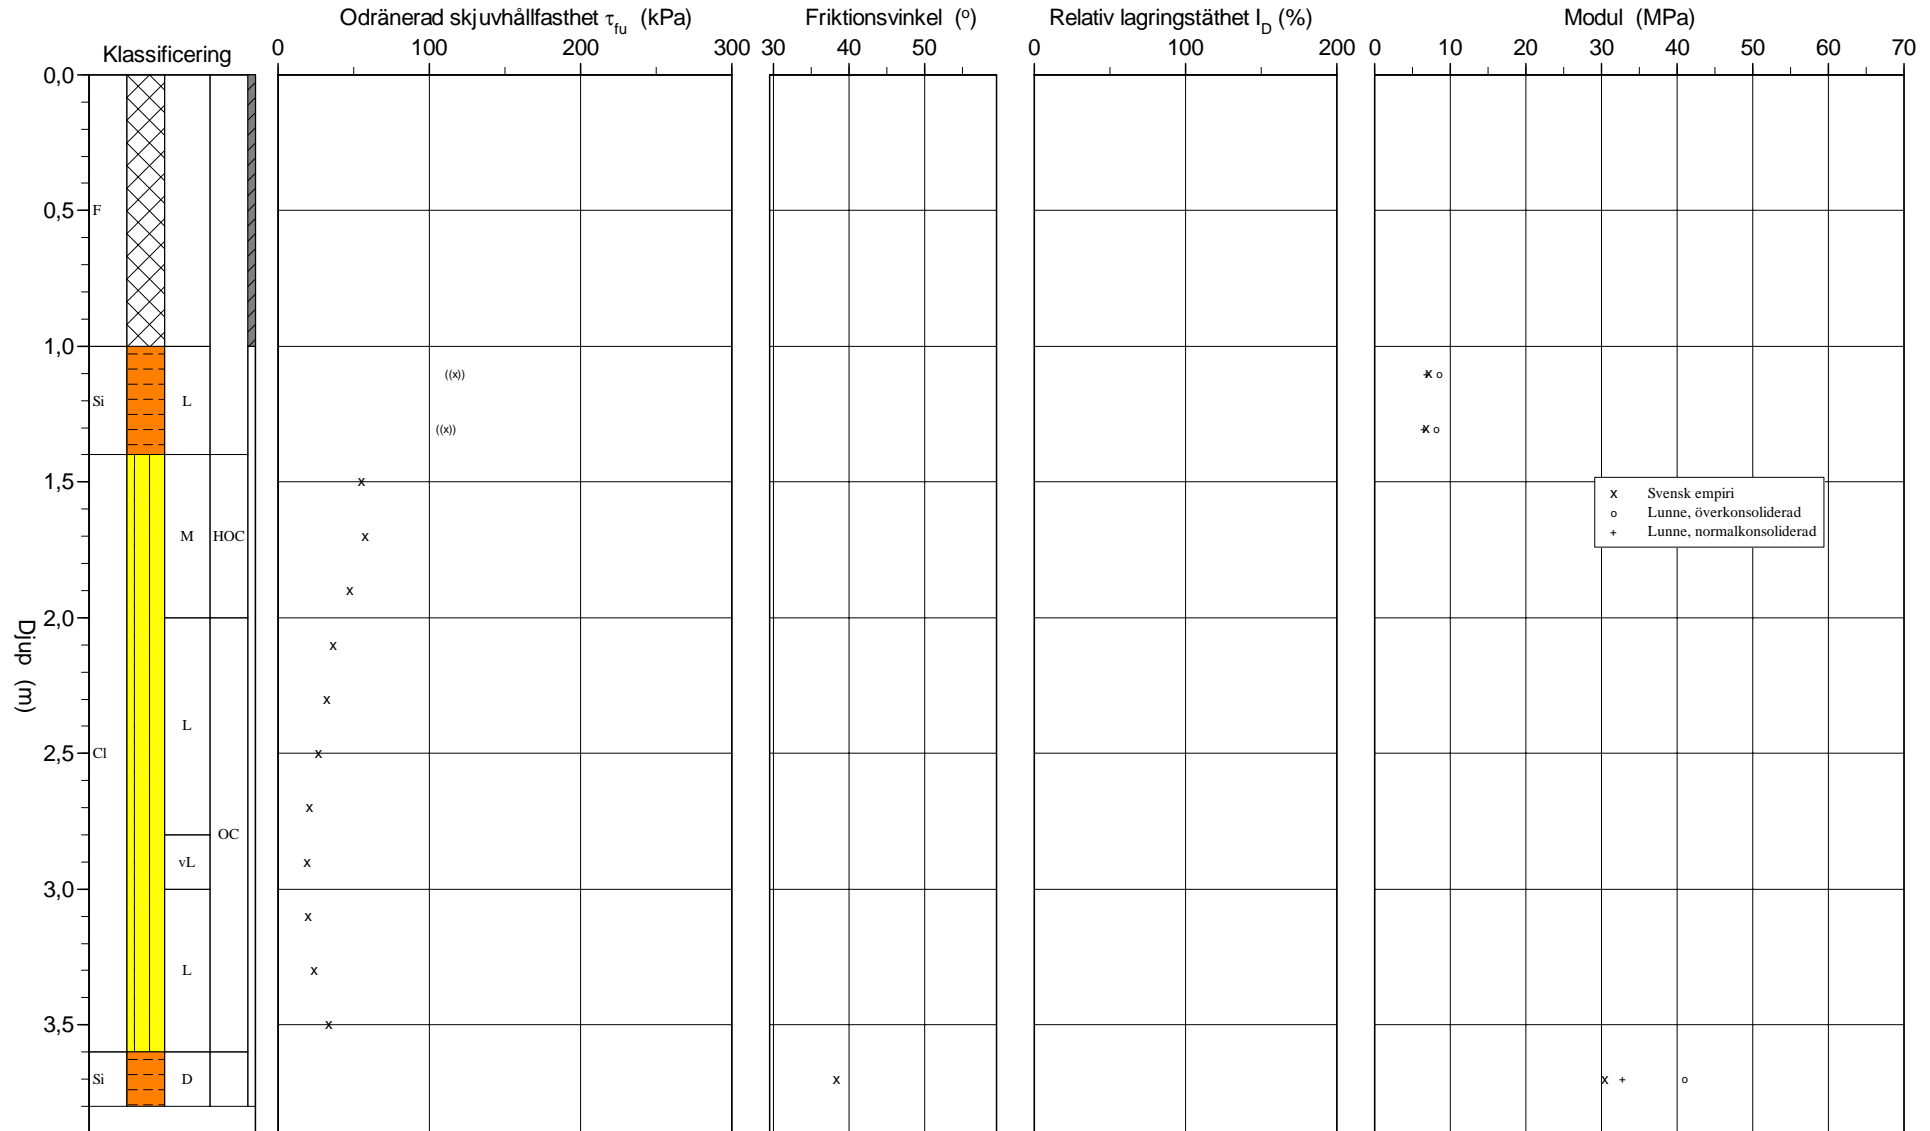 Odränerad skjuvhållfasthet τfu (kPa) Friktionsvinkel (o) Relativ lagringstäthet ID (%) Modul (MPa)
Klassificering 0 100 200 300 30 40 50 0 100 200 0 10 20 30 40 50 60 70
0,0
0,5 F
1,0
((x)) +x o
Si L
((x)) +x o
1,5 x
x Svensk empiri
o Lunne, överkonsoliderad
+ Lunne, normalkonsoliderad
M HOC x
x
2,0
x
Djup (m)
x
L
2,5 Cl x
x
OC
vL x
3,0
x
L x
3,5 x
Si D x x + o